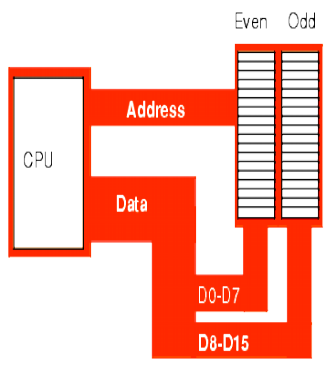 Even Odd
Address
CPU
Data
D0-D7
D8-D15